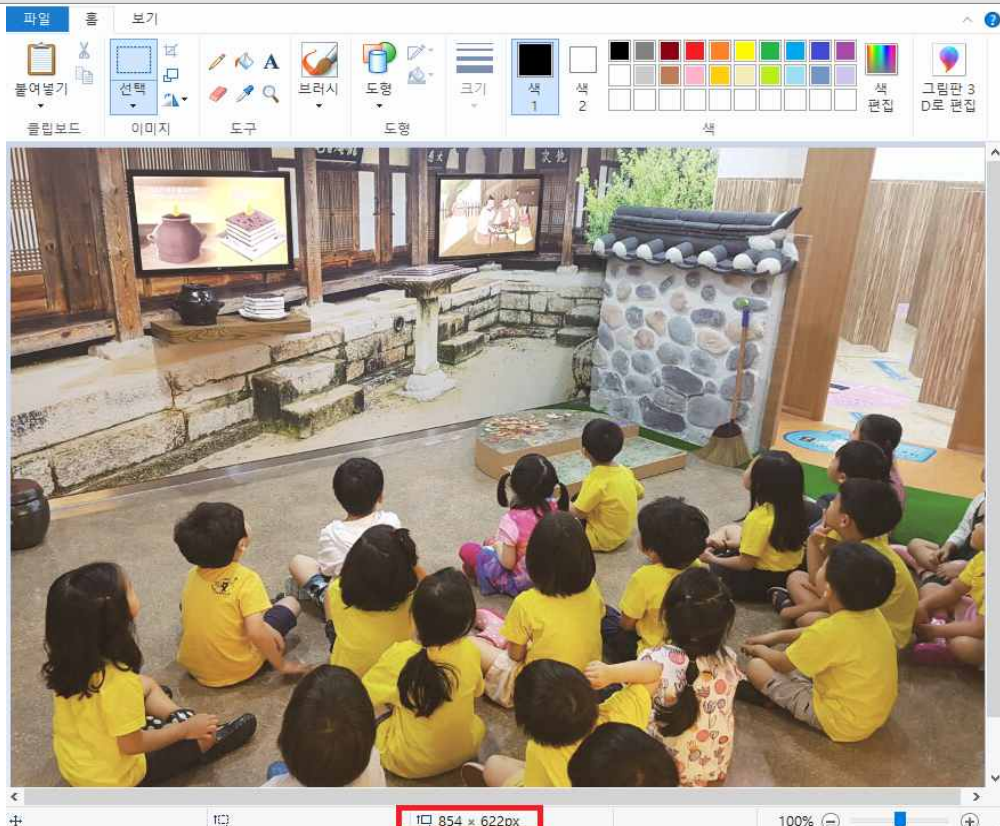 파일 홈 보기
붙여넣기
선택
브러시
도형
크기
색
1
색
2
색
편집
그림판 3
D로 편집
클립보드 이미지 도구 도형 색
854 × 622px
100%